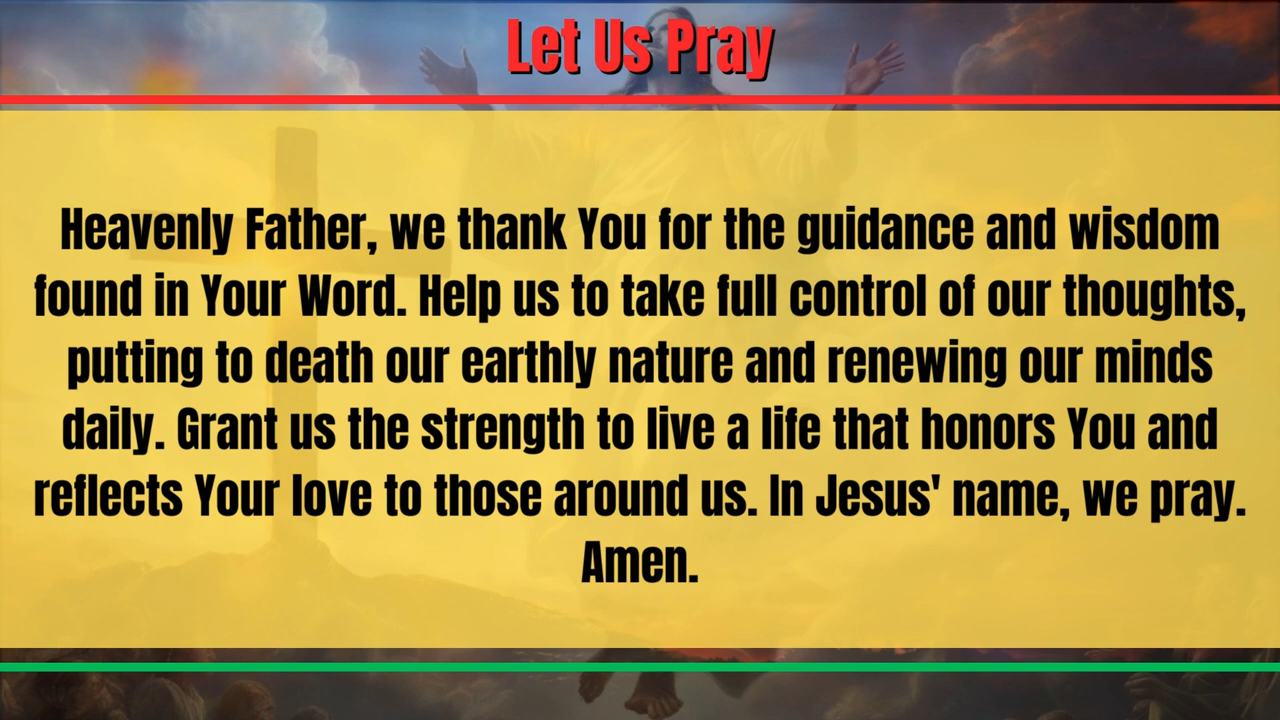 Let Us Pray
Heavenly Father, we thank You for the guidance and wisdom
found in Your Word. Help us to take full control of our thoughts,
putting to death our earthly nature and renewing our minds
daily. Grant us the strength to live a life that honors You and
reflects Your love to those around us. In Jesus' name, we pray.
Amen.